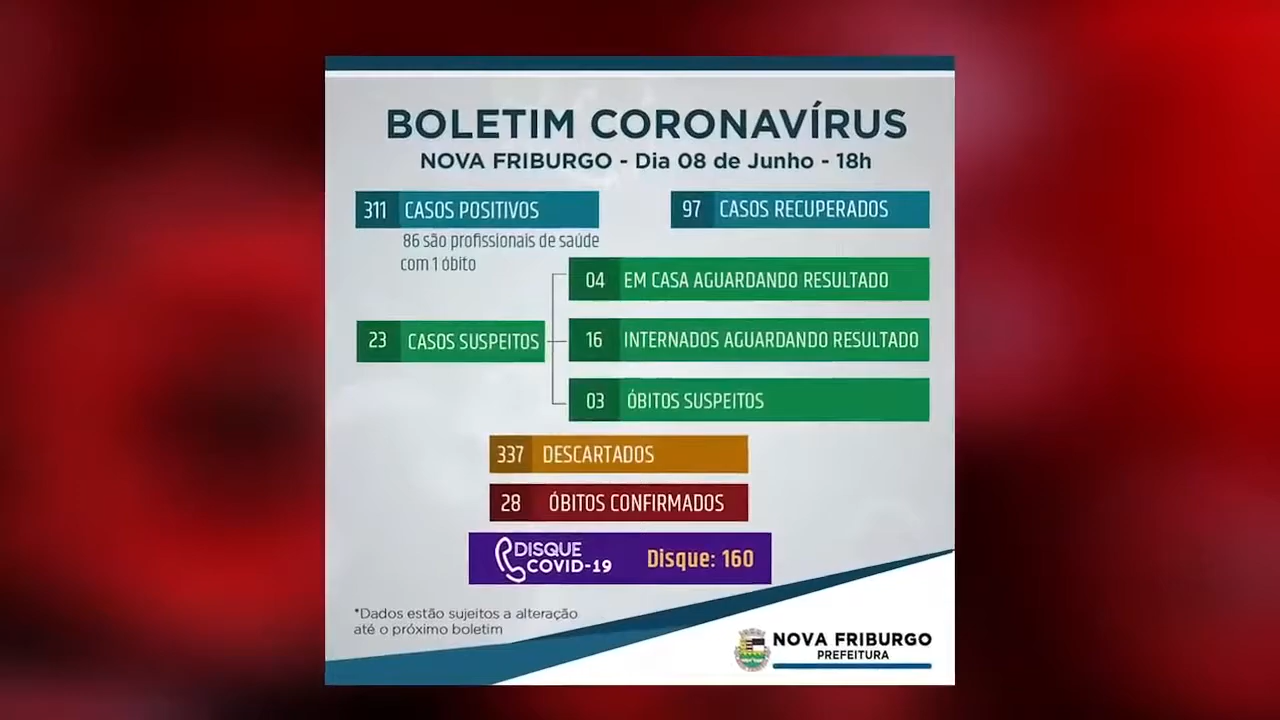 BOLETIM CORONAVÍRUS
NOVA FRIBURGO - Dia 08 de Junho - 18h
311 CASOS POSITIVOS
86 são profissionais de saúde
com 1 óbito
97 CASOS RECUPERADOS
23 CASOS SUSPEITOS
04 EM CASA AGUARDANDO RESULTADO
16 INTERNADOS AGUARDANDO RESULTADO
03 ÓBITOS SUSPEITOS
337 DESCARTADOS
28 ÓBITOS CONFIRMADOS
DISQUE
COVID-19
Disque: 160
*Dados estão sujeitos a alteração
até o próximo boletim
NOVA FRIBURGO
PREFEITURA